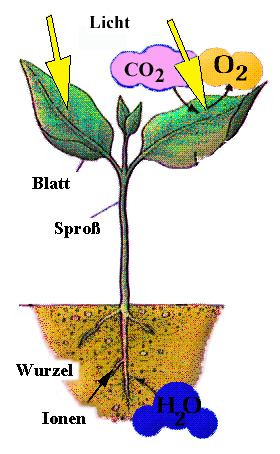 Licht
CO2
O2
Blatt
Sproß
Wurzel
Ionen
H2O